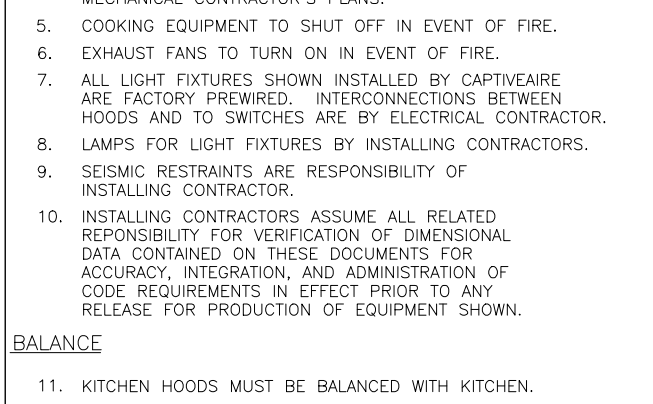 MECHANICAL CONTRACTOR'S PLANS.
5. COOKING EQUIPMENT TO SHUT OFF IN EVENT OF FIRE.
6. EXHAUST FANS TO TURN ON IN EVENT OF FIRE.
7. ALL LIGHT FIXTURES SHOWN INSTALLED BY CAPTIVEAIRE
ARE FACTORY PREWIRED. INTERCONNECTIONS BETWEEN
HOODS AND TO SWITCHES ARE BY ELECTRICAL CONTRACTOR.
8. LAMPS FOR LIGHT FIXTURES BY INSTALLING CONTRACTORS.
9. SEISMIC RESTRAINTS ARE RESPONSIBILITY OF
INSTALLING CONTRACTOR.
10. INSTALLING CONTRACTORS ASSUME ALL RELATED
REPONSIBILITY FOR VERIFICATION OF DIMENSIONAL
DATA CONTAINED ON THESE DOCUMENTS FOR
ACCURACY, INTEGRATION, AND ADMINISTRATION OF
CODE REQUIREMENTS IN EFFECT PRIOR TO ANY
RELEASE FOR PRODUCTION OF EQUIPMENT SHOWN.
BALANCE
11. KITCHEN HOODS MUST BE BALANCED WITH KITCHEN.